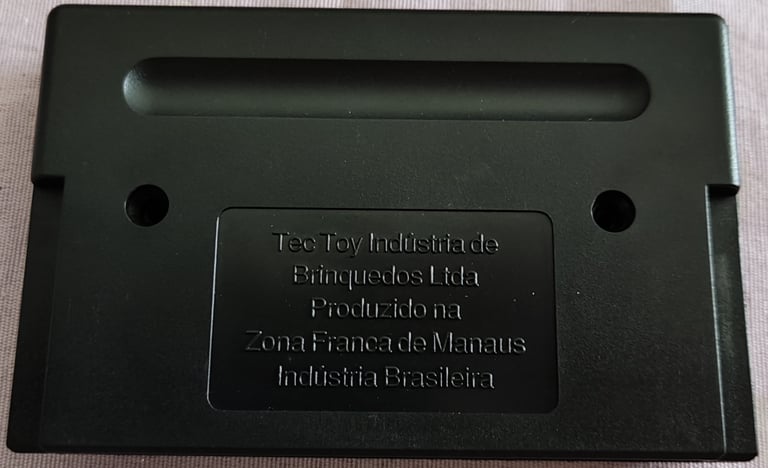 Tec Toy Indústria de
Brinquedos Ltda
Produzido na
Zona Franca de Manaus
Indústria Brasileira